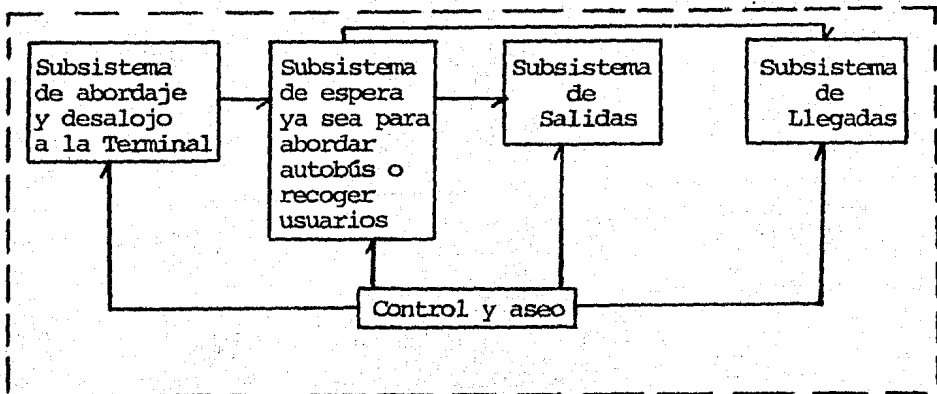 Subsistema
de abordaje
y desalojo
a la Terminal
Subsistema
de espera
ya sea para
abordar
autobús o
recoger
usuarios
Subsistema
de
Salidas
Subsistema
de
Llegadas
Control y aseo